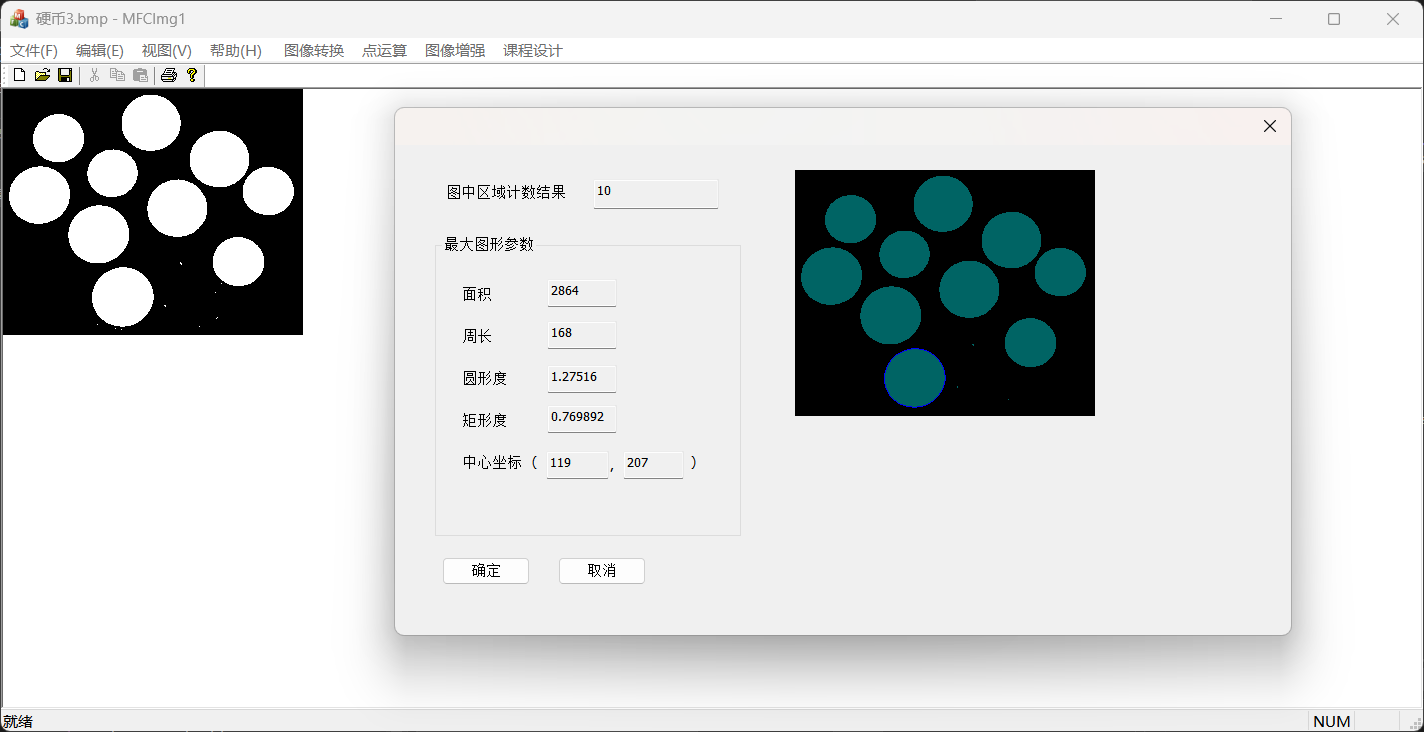 硬币3.bmp - MFCImg1
文件(F) 编辑(E) 视图(V) 帮助(H) 图像转换 点运算 图像增强 课程设计
图中区域计数结果 10
最大图形参数
面积 2864
周长 168
圆形度 1.27516
矩形度 0.769892
中心坐标 ( 119 , 207 )
确定 取消
就绪 NUM